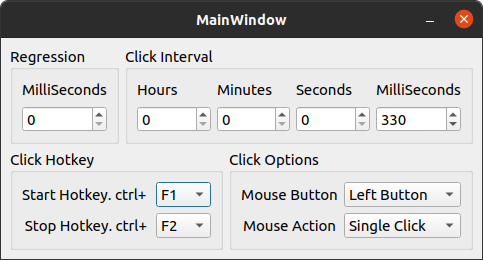 MainWindow
Regression
Click Interval
MilliSeconds
Hours
Minutes
Seconds
MilliSeconds
0
0
0
0
330
Click Hotkey
Click Options
Start Hotkey. ctrl+ F1
Mouse Button Left Button
Stop Hotkey. ctrl+ F2
Mouse Action Single Click